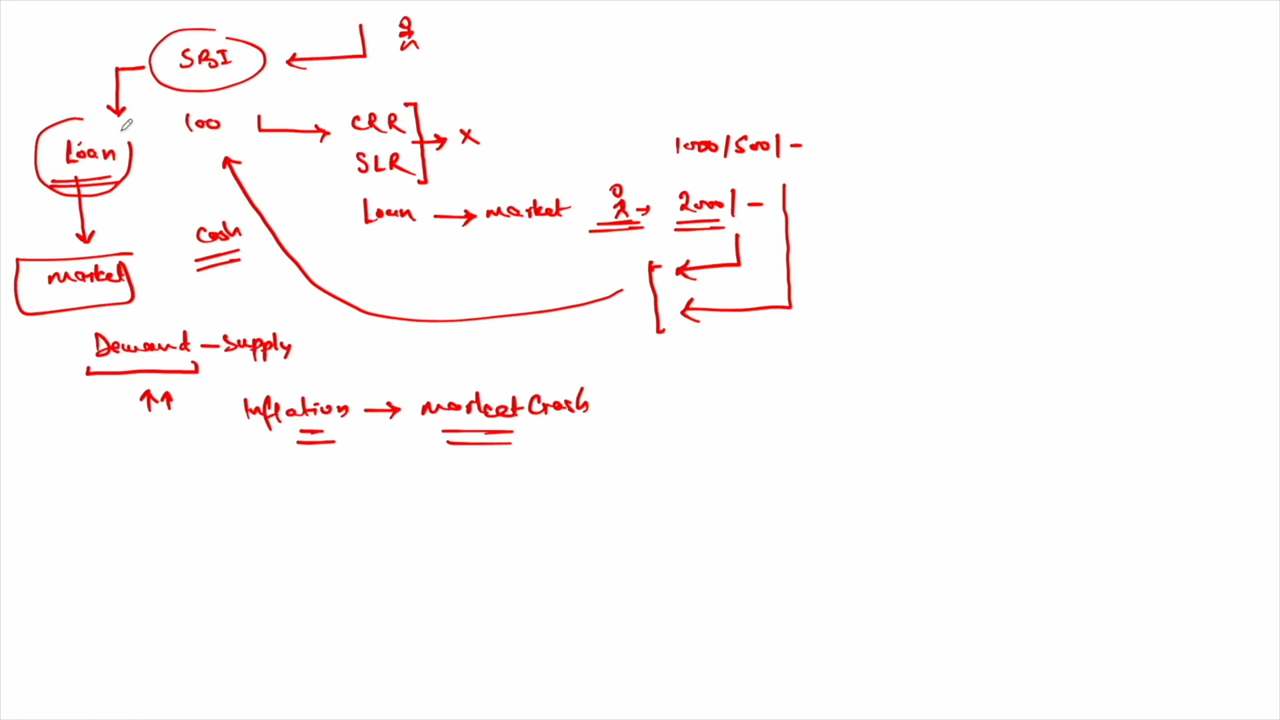 SBI
100
CRR
SLR
x
Loan
1000/500/-
Loan → market
2000/-
Cash
market
Demand - Supply
↑↑
Inflation → market Crash